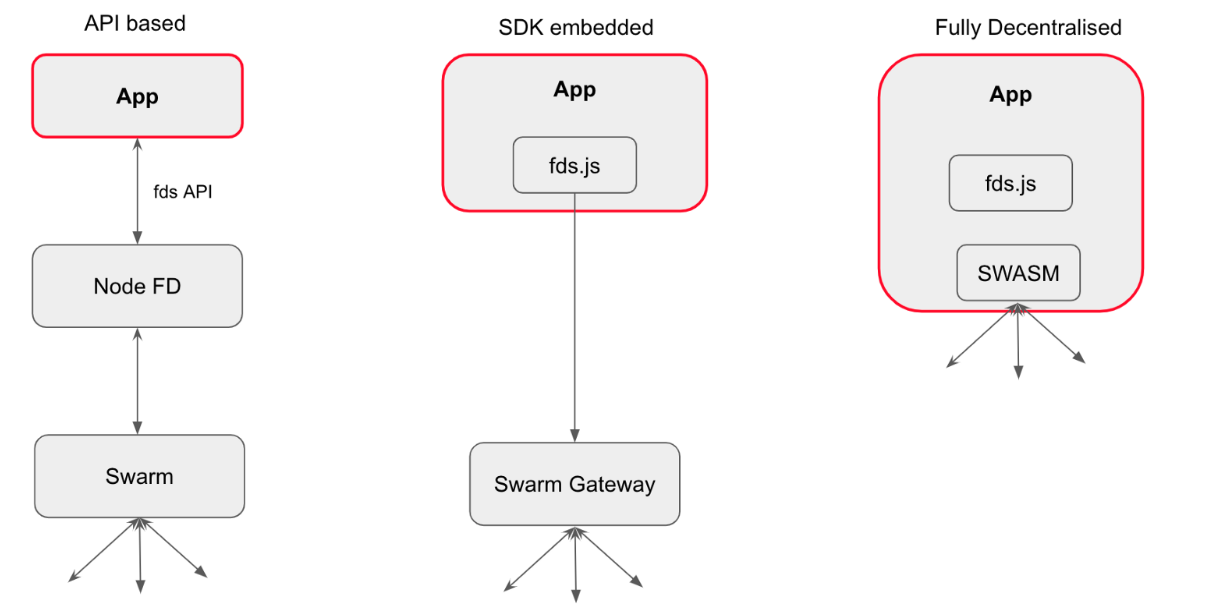 API based
App
fds API
Node FD
Swarm
SDK embedded
App
fds.js
Swarm Gateway
Fully Decentralised
App
fds.js
SWASM